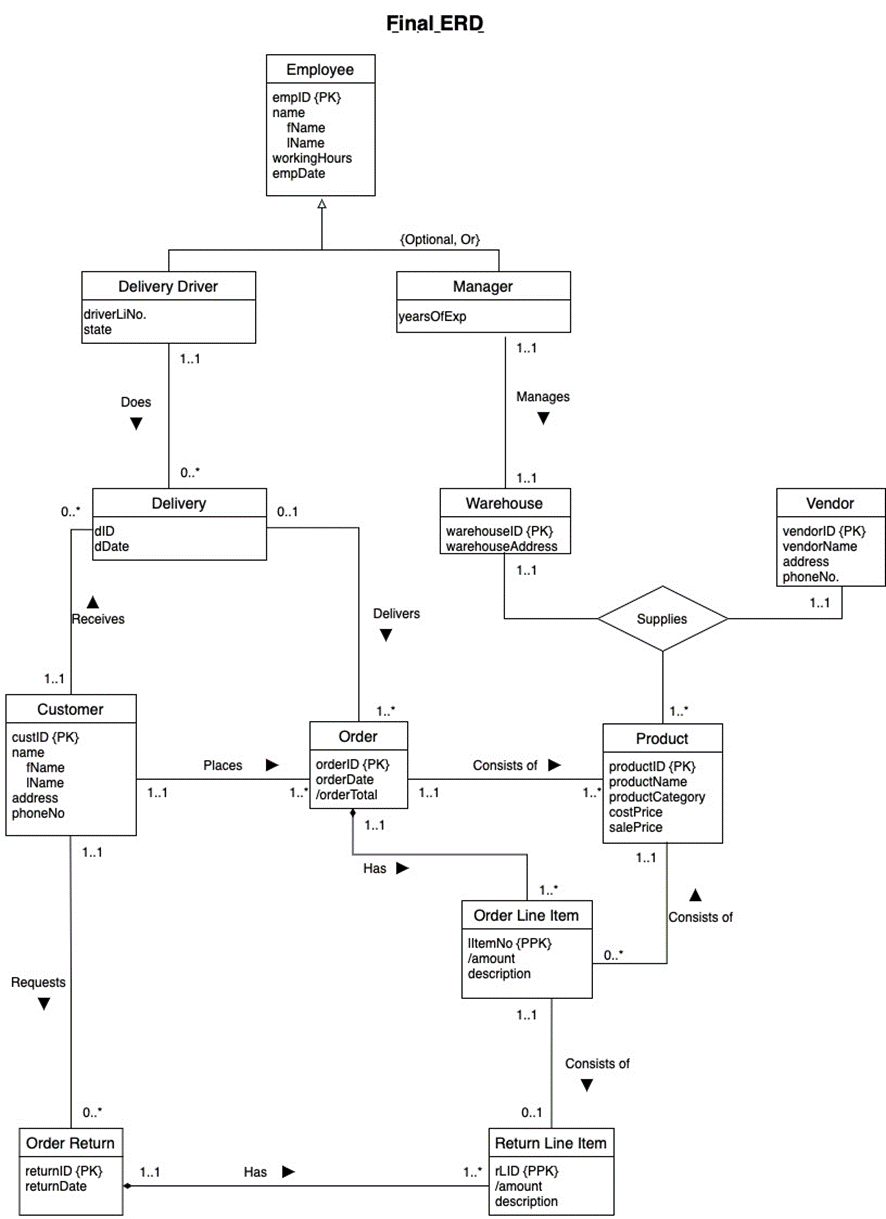 Final ERD
Employee
empID {PK}
name
fName
lName
workingHours
empDate
{Optional, Or}
Delivery Driver
driverLiNo.
state
Manager
yearsOfExp
1..1
1..1
Does
Manages
0..*
1..1
Delivery
dID
dDate
0..*
0..1
Warehouse
warehouseID {PK}
warehouseAddress
1..1
Vendor
vendorID {PK}
vendorName
address
phoneNo.
1..1
Supplies
Receives
Delivers
1..1
1..*
1..*
Customer
custID {PK}
name
fName
lName
address
phoneNo
Places
1..1
1..*
Order
orderID {PK}
orderDate
/orderTotal
Consists of
1..1
1..*
Product
productID {PK}
productName
productCategory
costPrice
salePrice
1..1
1..1
1..1
Has
1..*
Consists of
Order Line Item
lItemNo {PPK}
/amount
description
0..*
1..1
Requests
Consists of
0..*
0..1
Order Return
returnID {PK}
returnDate
1..1
Has
1..*
Return Line Item
rLID {PPK}
/amount
description